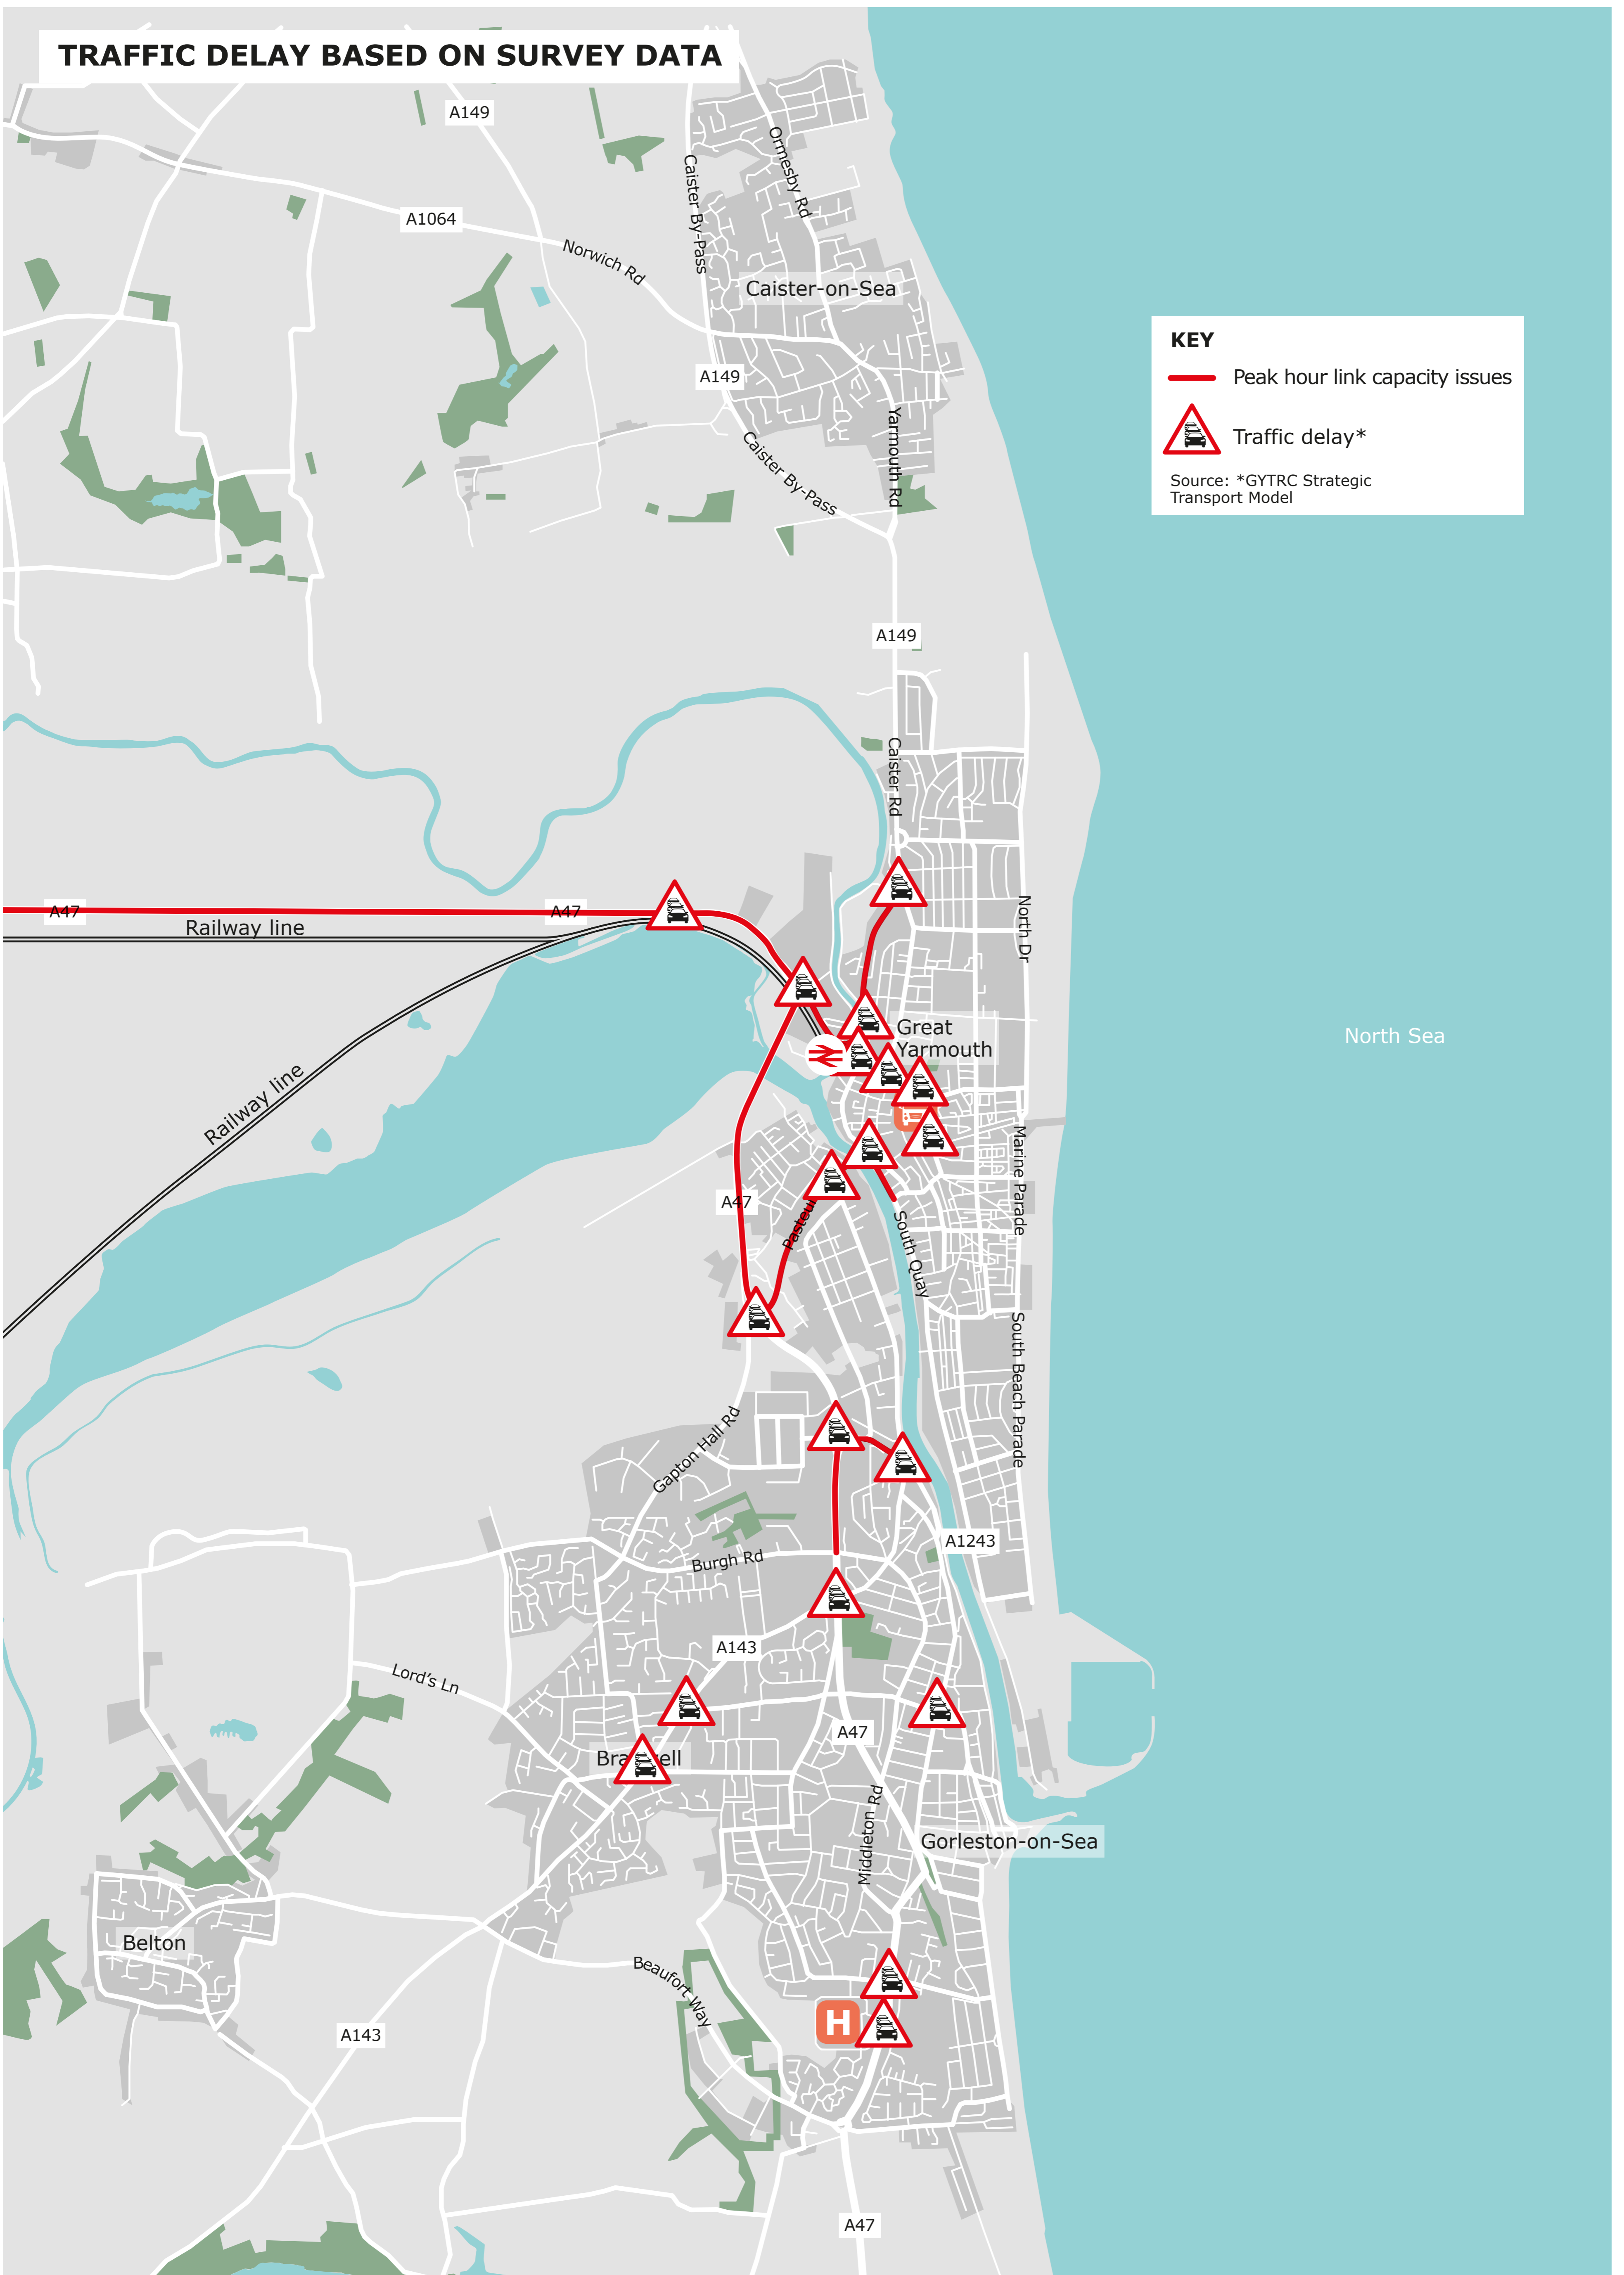 TRAFFIC DELAY BASED ON SURVEY DATA
A149
Ormesby Rd
Caister By-Pass
A1064
Norwich Rd
Caister-on-Sea
KEY
Peak hour link capacity issues
Traffic delay*
Source: *GYTRC Strategic
Transport Model
A149
Yarmouth Rd
Caister By-Pass
A149
Caister Rd
A47
A47
Railway line
North Dr
Great
Yarmouth
North Sea
Railway line
Marine Parade
A47
Pasteur
South Quay
South Beach Parade
Gapton Hall Rd
A1243
Burgh Rd
A143
Lord's Ln
A47
Middleton Rd
Gorleston-on-Sea
Belton
Beaufort Way
H
A143
A47